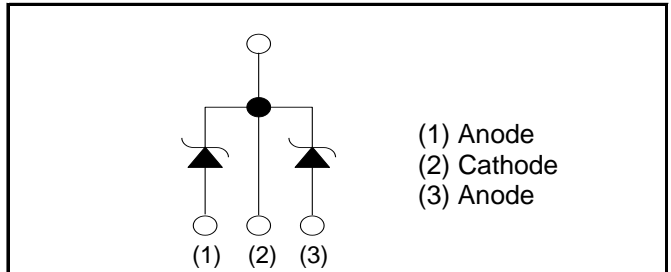 (1) Anode
(2) Cathode
(3) Anode
(1) (2) (3)